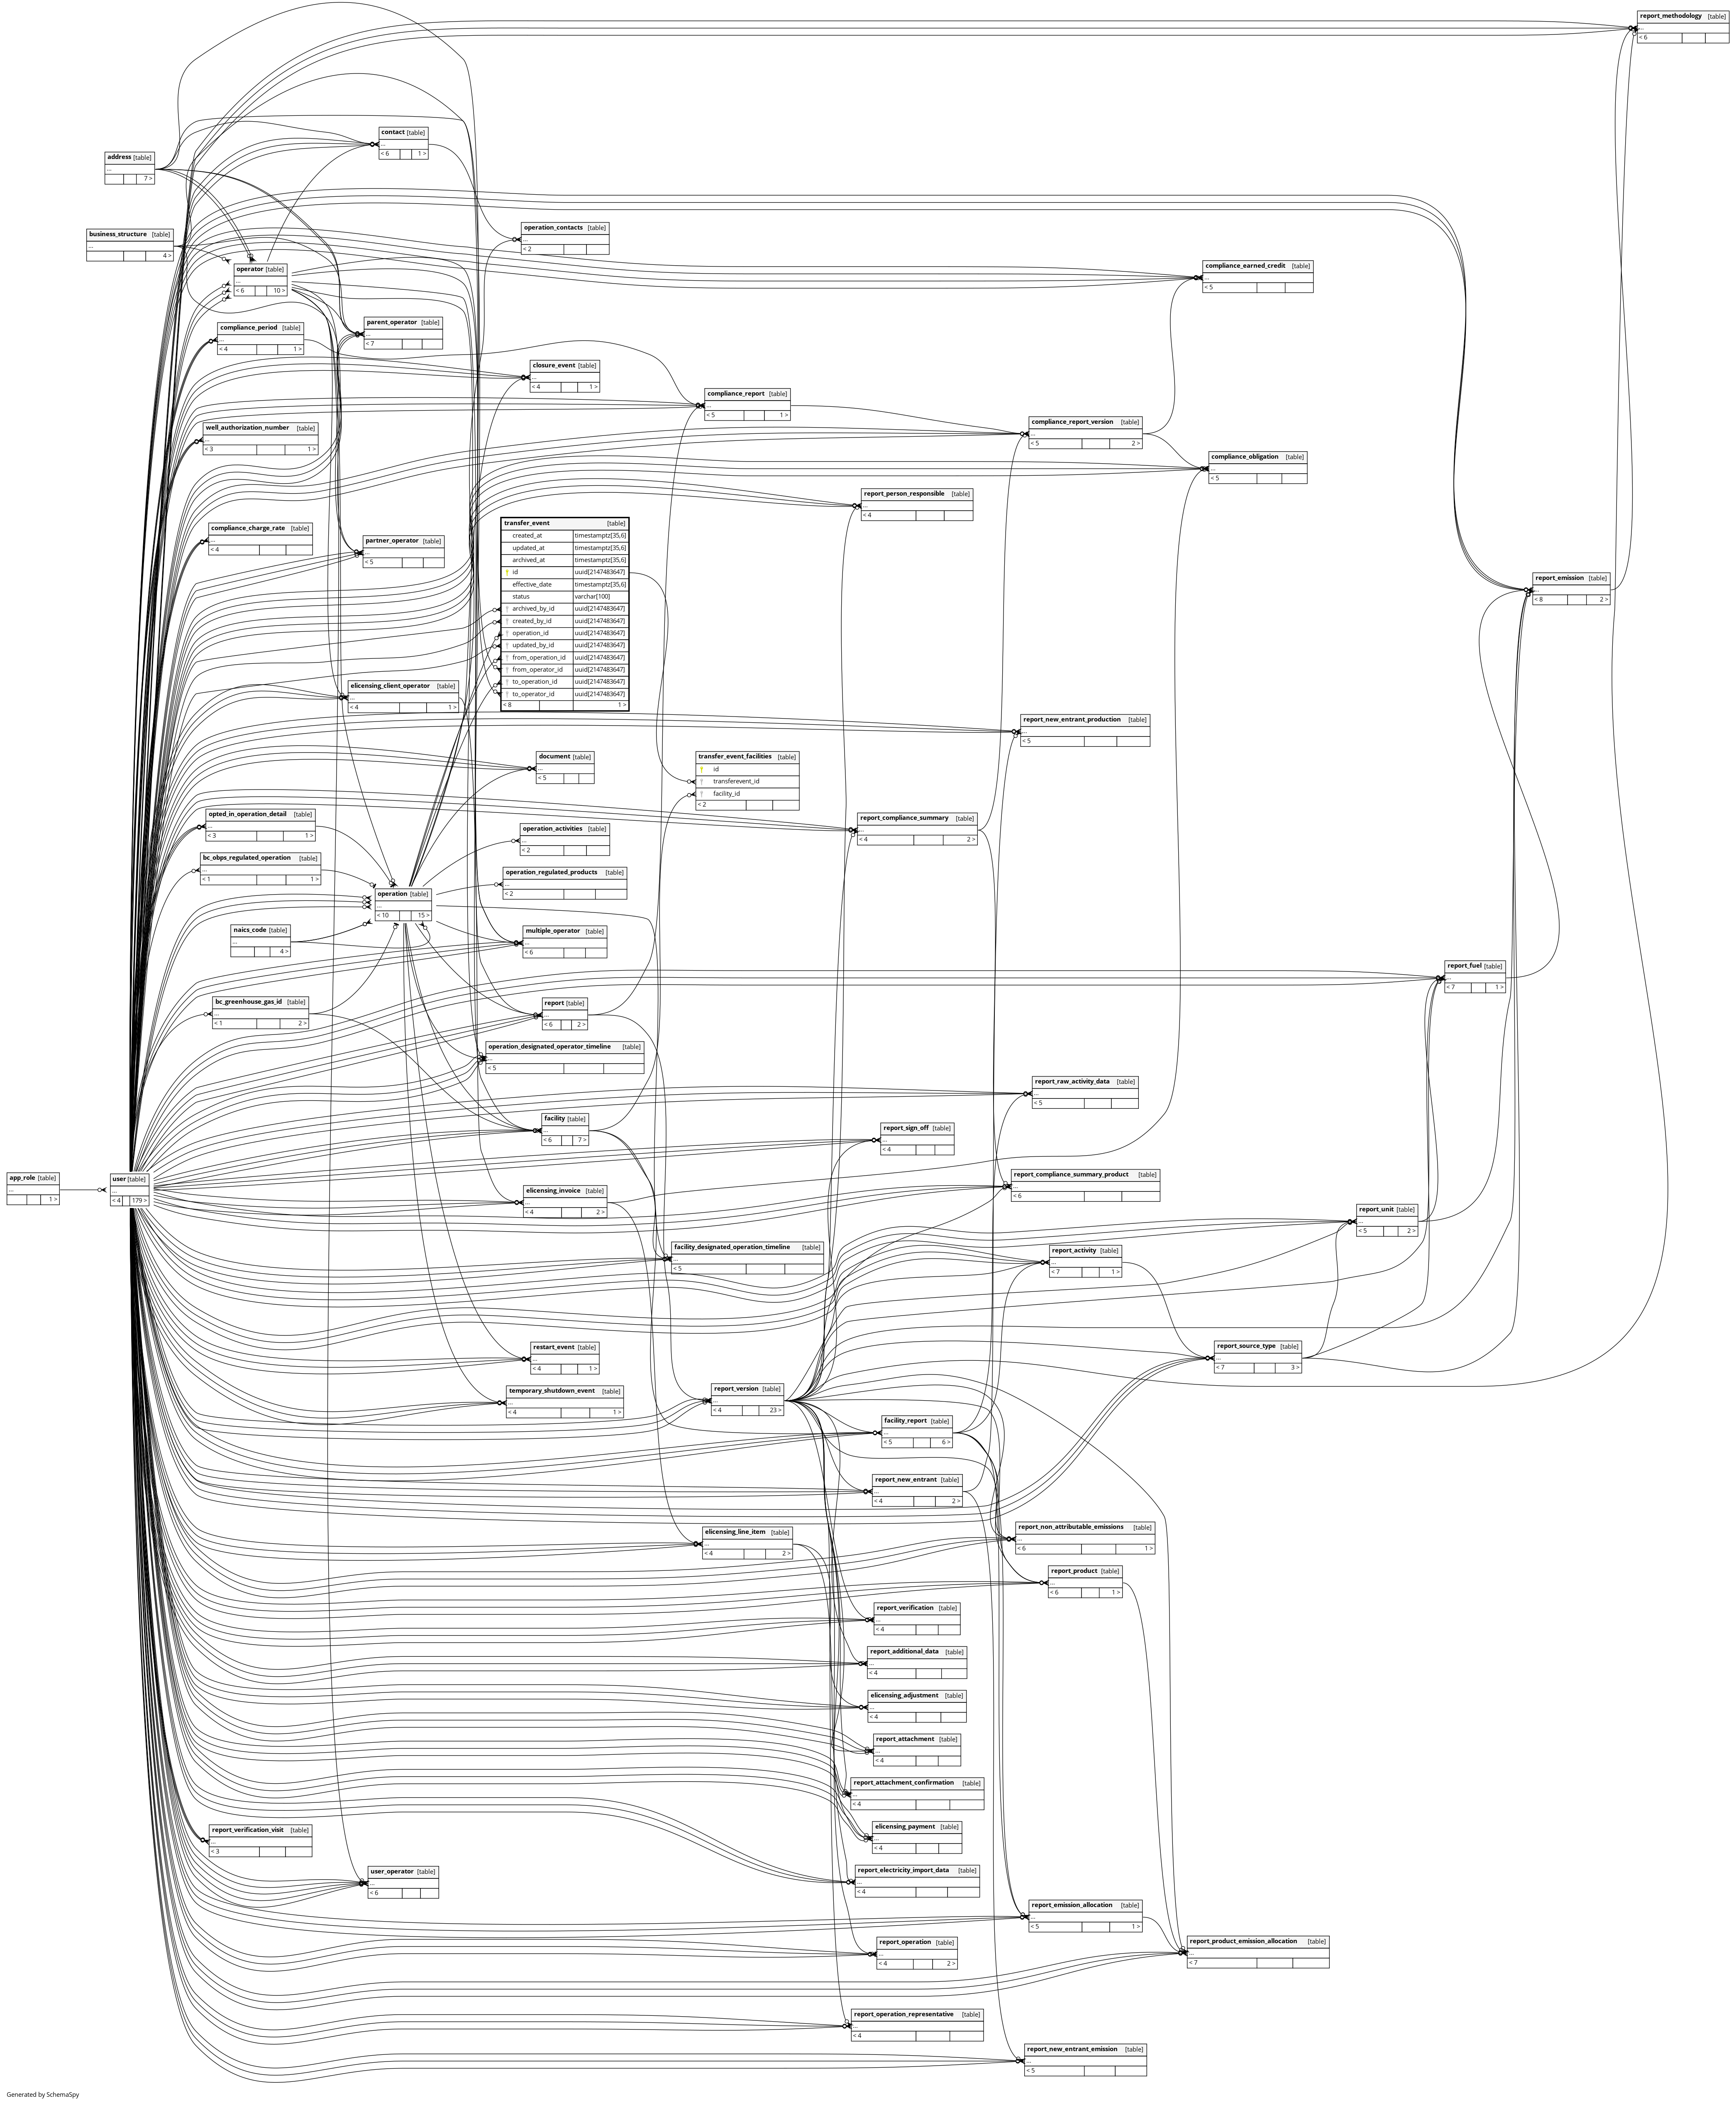 report_methodology [table]
...
< 6
contact [table]
...
< 6 1 >
address [table]
...
7 >
operation_contacts [table]
...
< 2
business_structure [table]
...
4 >
operator [table]
...
< 6 10 >
compliance_earned_credit [table]
...
< 5
parent_operator [table]
...
< 7
compliance_period [table]
...
< 4 1 >
closure_event [table]
...
< 4 1 >
compliance_report [table]
...
< 5 1 >
compliance_report_version [table]
...
< 5 2 >
well_authorization_number [table]
...
< 3 1 >
compliance_obligation [table]
...
< 5
report_person_responsible [table]
...
< 4
compliance_charge_rate [table]
...
< 4
partner_operator [table]
...
< 5
transfer_event [table]
created_at timestamptz[35,6]
updated_at timestamptz[35,6]
archived_at timestamptz[35,6]
id uuid[2147483647]
effective_date timestamptz[35,6]
status varchar[100]
archived_by_id uuid[2147483647]
created_by_id uuid[2147483647]
operation_id uuid[2147483647]
updated_by_id uuid[2147483647]
from_operation_id uuid[2147483647]
from_operator_id uuid[2147483647]
to_operation_id uuid[2147483647]
to_operator_id uuid[2147483647]
< 8 1 >
report_emission [table]
...
< 8 2 >
elicensing_client_operator [table]
...
< 4 1 >
report_new_entrant_production [table]
...
< 5
document [table]
...
< 5
transfer_event_facilities [table]
id
transferevent_id
facility_id
< 2
opted_in_operation_detail [table]
...
< 3 1 >
operation_activities [table]
...
< 2
report_compliance_summary [table]
...
< 4 2 >
bc_obps_regulated_operation [table]
...
< 1 1 >
operation_regulated_products [table]
...
< 2
operation [table]
...
< 10 15 >
naics_code [table]
...
4 >
multiple_operator [table]
...
< 6
report_fuel [table]
...
< 7 1 >
bc_greenhouse_gas_id [table]
...
< 1 2 >
report [table]
...
< 6 2 >
operation_designated_operator_timeline [table]
...
< 5
report_raw_activity_data [table]
...
< 5
facility [table]
...
< 6 7 >
report_sign_off [table]
...
< 4
app_role [table]
...
1 >
user [table]
...
< 4 179 >
elicensing_invoice [table]
...
< 4 2 >
report_compliance_summary_product [table]
...
< 6
report_unit [table]
...
< 5 2 >
facility_designated_operation_timeline [table]
...
< 5
report_activity [table]
...
< 7 1 >
restart_event [table]
...
< 4 1 >
report_source_type [table]
...
< 7 3 >
temporary_shutdown_event [table]
...
< 4 1 >
report_version [table]
...
< 4 23 >
facility_report [table]
...
< 5 6 >
report_new_entrant [table]
...
< 4 2 >
elicensing_line_item [table]
...
< 4 2 >
report_non_attributable_emissions [table]
...
< 6 1 >
report_product [table]
...
< 6 1 >
report_verification [table]
...
< 4
report_additional_data [table]
...
< 4
elicensing_adjustment [table]
...
< 4
report_attachment [table]
...
< 4
report_attachment_confirmation [table]
...
< 4
elicensing_payment [table]
...
< 4
report_verification_visit [table]
...
< 3
user_operator [table]
...
< 6
report_electricity_import_data [table]
...
< 4
report_emission_allocation [table]
...
< 5 1 >
report_operation [table]
...
< 4 2 >
report_product_emission_allocation [table]
...
< 7
report_operation_representative [table]
...
< 4
report_new_entrant_emission [table]
...
< 5
Generated by SchemaSpy